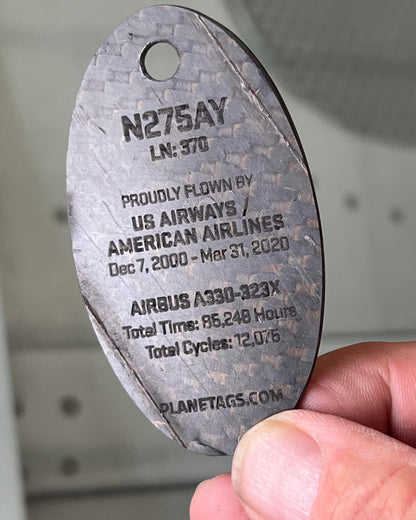 N275AY
LN: 370
PROUDLY FLOWN BY
US AIRWAYS /
AMERICAN AIRLINES
Dec 7, 2000 - Mar 31, 2020
AIRBUS A330-323X
Total Time: 85,248 Hours
Total Cycles: 12,075
PLANETAGS.COM